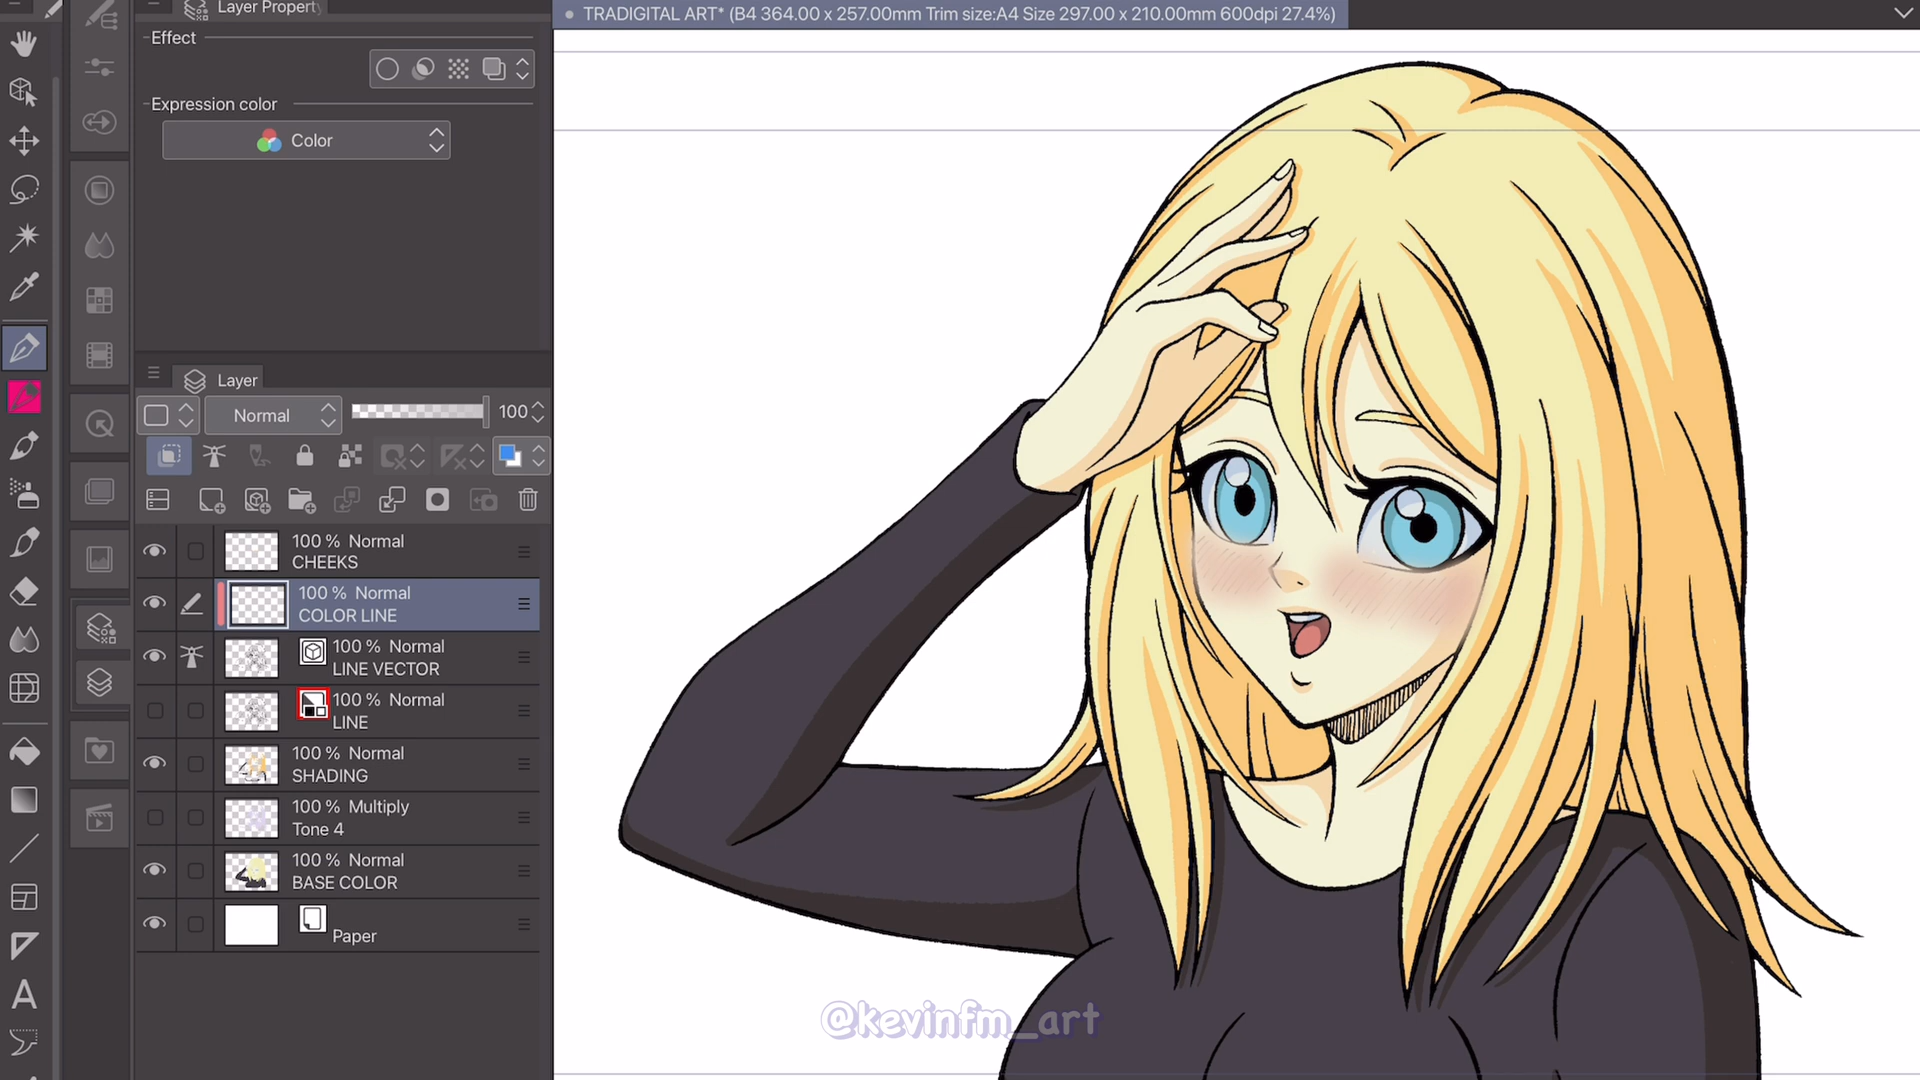 Layer Property
TRADIGITAL ART* (B4 364.00 x 257.00mm Trim size:A4 Size 297.00 x 210.00mm 600dpi 27.4%)
Effect
Expression color
Color
Layer
Normal
100
100 % Normal
CHEEKS
100 % Normal
COLOR LINE
100 % Normal
LINE VECTOR
100 % Normal
LINE
100 % Normal
SHADING
100 % Multiply
Tone 4
100 % Normal
BASE COLOR
Paper
@kevinfm_art